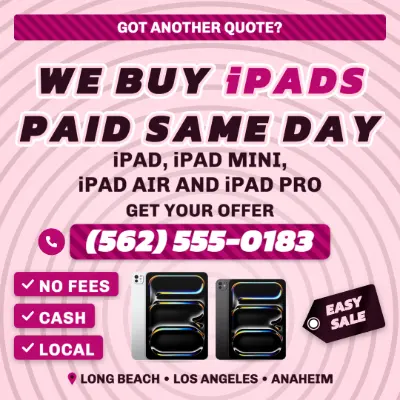 GOT ANOTHER QUOTE?
WE BUY iPADS
PAID SAME DAY
iPAD, iPAD MINI,
iPAD AIR AND iPAD PRO
GET YOUR OFFER
(562) 555-0183
NO FEES
CASH
LOCAL
EASY
SALE
LONG BEACH • LOS ANGELES • ANAHEIM